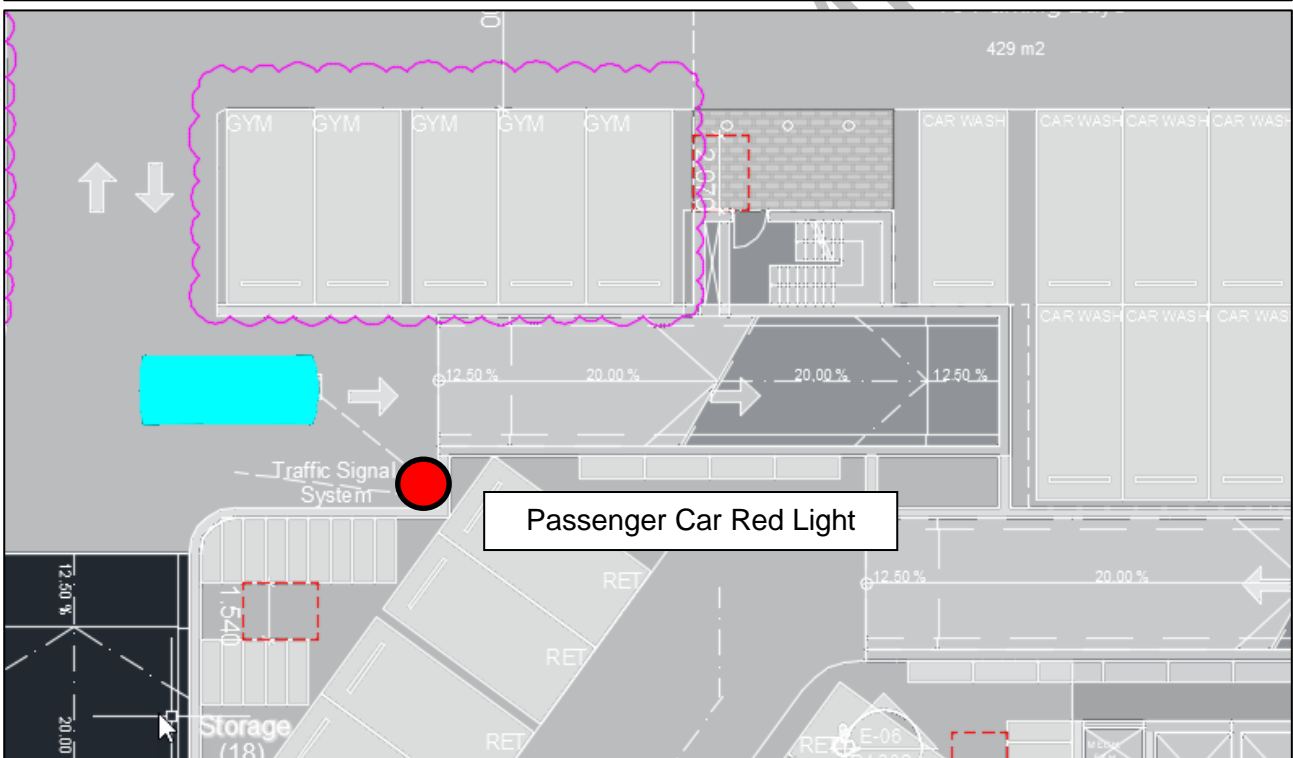 429 m2
GYM GYM GYM GYM GYM
CAR WASH CAR WASH CAR WASH CAR WASH
CAR WASH CAR WASH CAR WAS
12.50 % 20.00 % 20.00 % 12.50 %
Traffic Signal
System
Passenger Car Red Light
12.50 % 20.00 %
RET
12.50 %
1.540
RET
Storage
(18)
20.00
RET
RET
E-06